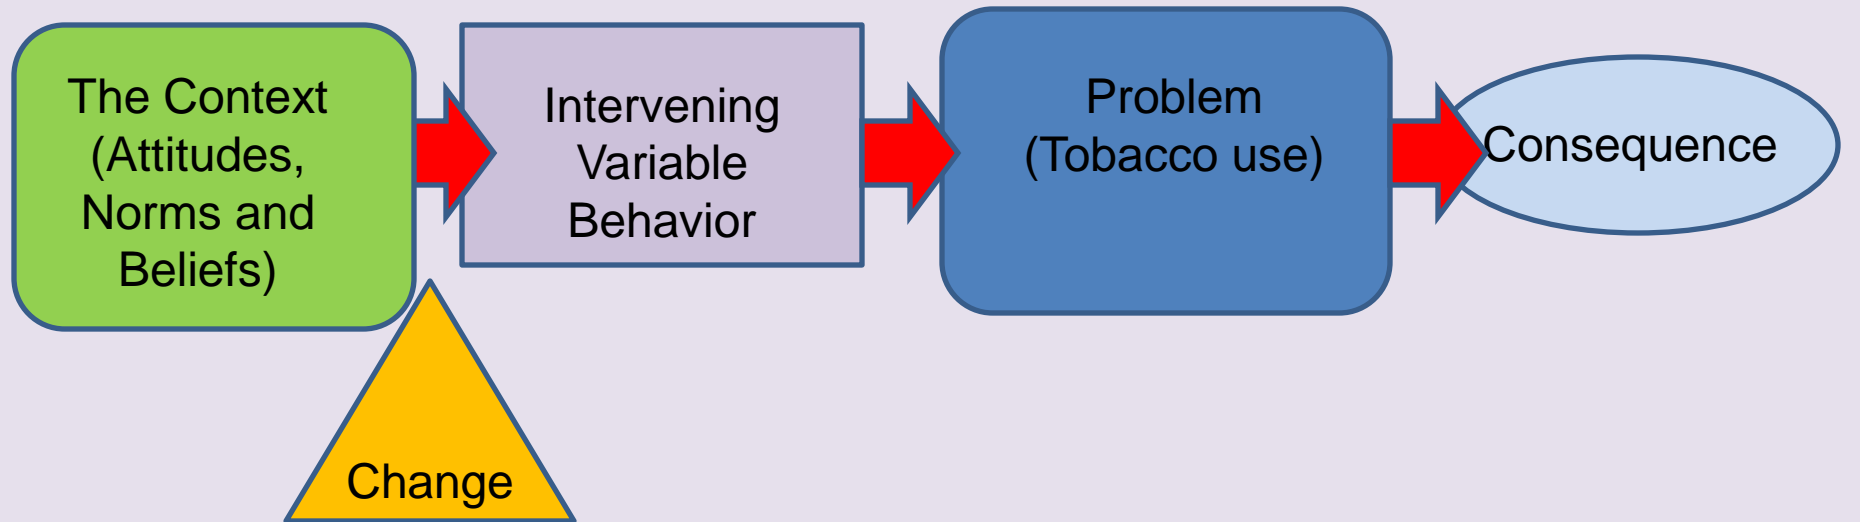 The Context
(Attitudes,
Norms and
Beliefs)
Intervening
Variable
Behavior
Problem
(Tobacco use)
Consequence
Change